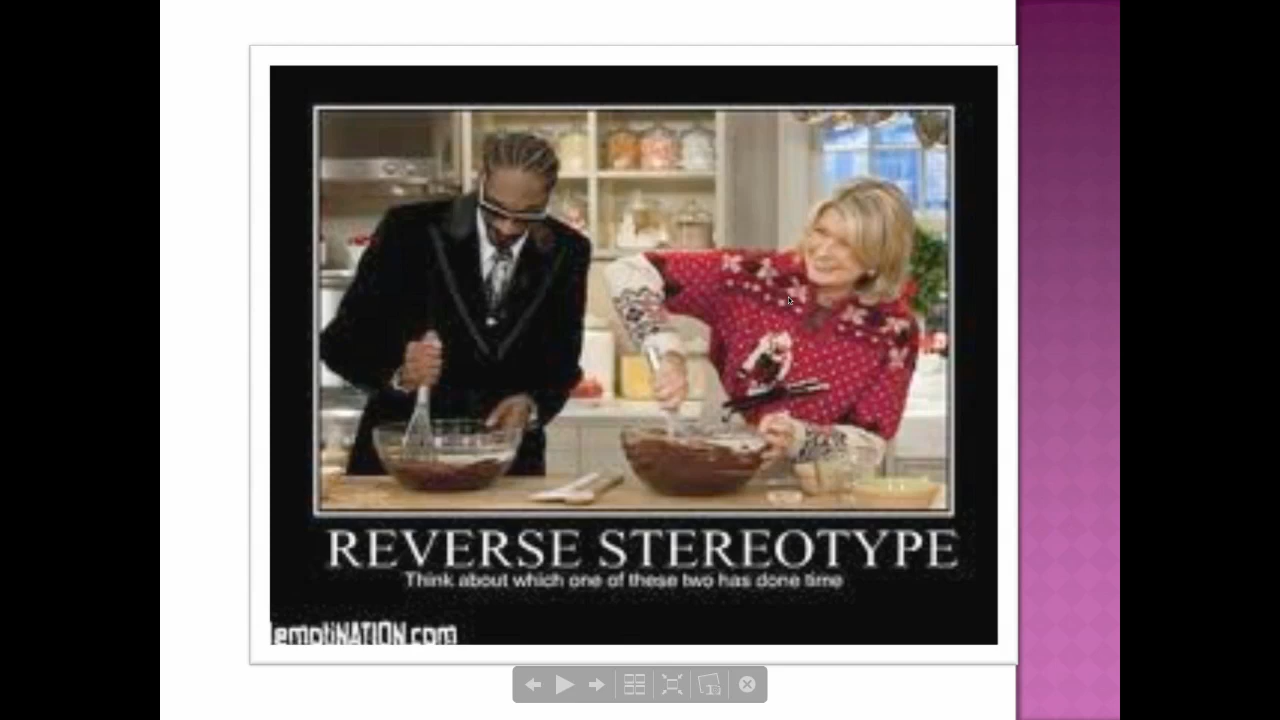 REVERSE STEREOTYPE
Think about which one of these two has done time
emotiNATION.com